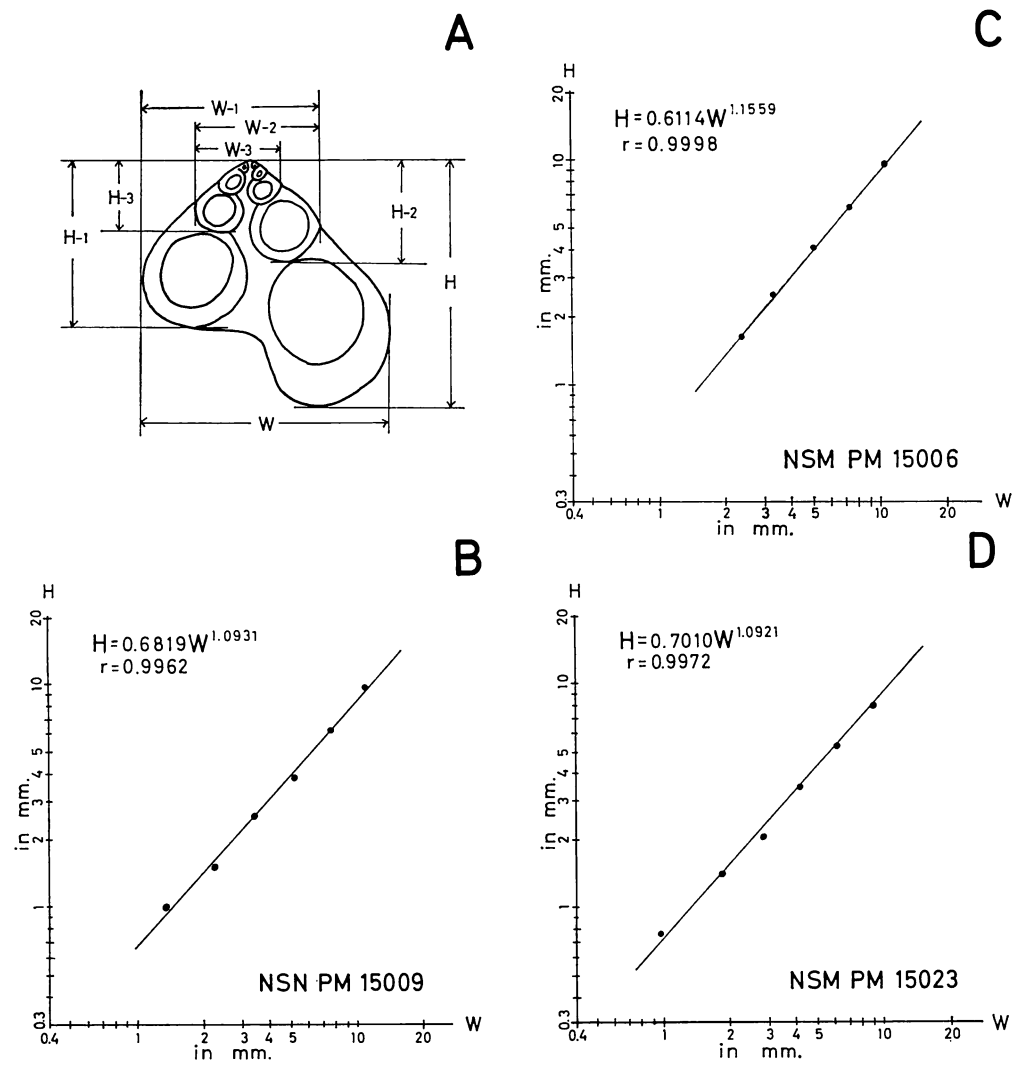 A
W-1
W-2
W-3
H-3
H-2
H-1
H
W
C
H
20
10
5
4
3
2
1
0.3
in mm.
H=0.6114W^1.1559
r=0.9998
NSM PM 15006
0.4 1 2 3 4 5 10 20 W
in mm.
B
H
20
10
5
4
3
2
1
0.3
in mm.
H=0.6819W^1.0931
r=0.9962
NSN PM 15009
0.4 1 2 3 4 5 10 20 W
in mm.
D
H
20
10
5
4
3
2
1
0.3
in mm.
H=0.7010W^1.0921
r=0.9972
NSM PM 15023
0.4 1 2 3 4 5 10 20 W
in mm.